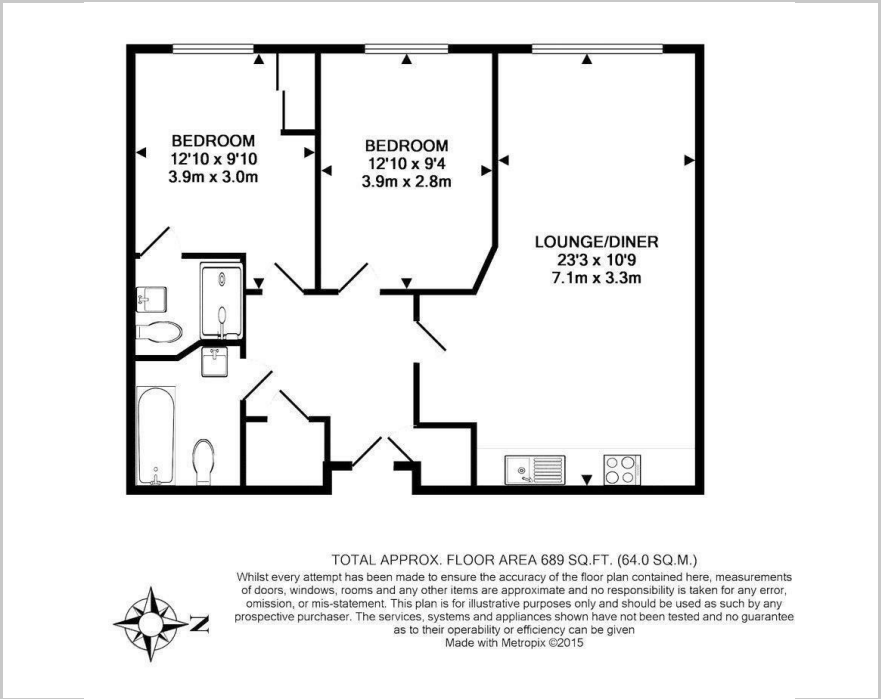 BEDROOM
12'10 x 9'10
3.9m x 3.0m
BEDROOM
12'10 x 9'4
3.9m x 2.8m
LOUNGE/DINER
23'3 x 10'9
7.1m x 3.3m
TOTAL APPROX. FLOOR AREA 689 SQ.FT. (64.0 SQ.M.)
Whilst every attempt has been made to ensure the accuracy of the floor plan contained here, measurements
of doors, windows, rooms and any other items are approximate and no responsibility is taken for any error,
omission, or mis-statement. This plan is for illustrative purposes only and should be used as such by any
prospective purchaser. The services, systems and appliances shown have not been tested and no guarantee
as to their operability or efficiency can be given
Made with Metropix ©2015
N